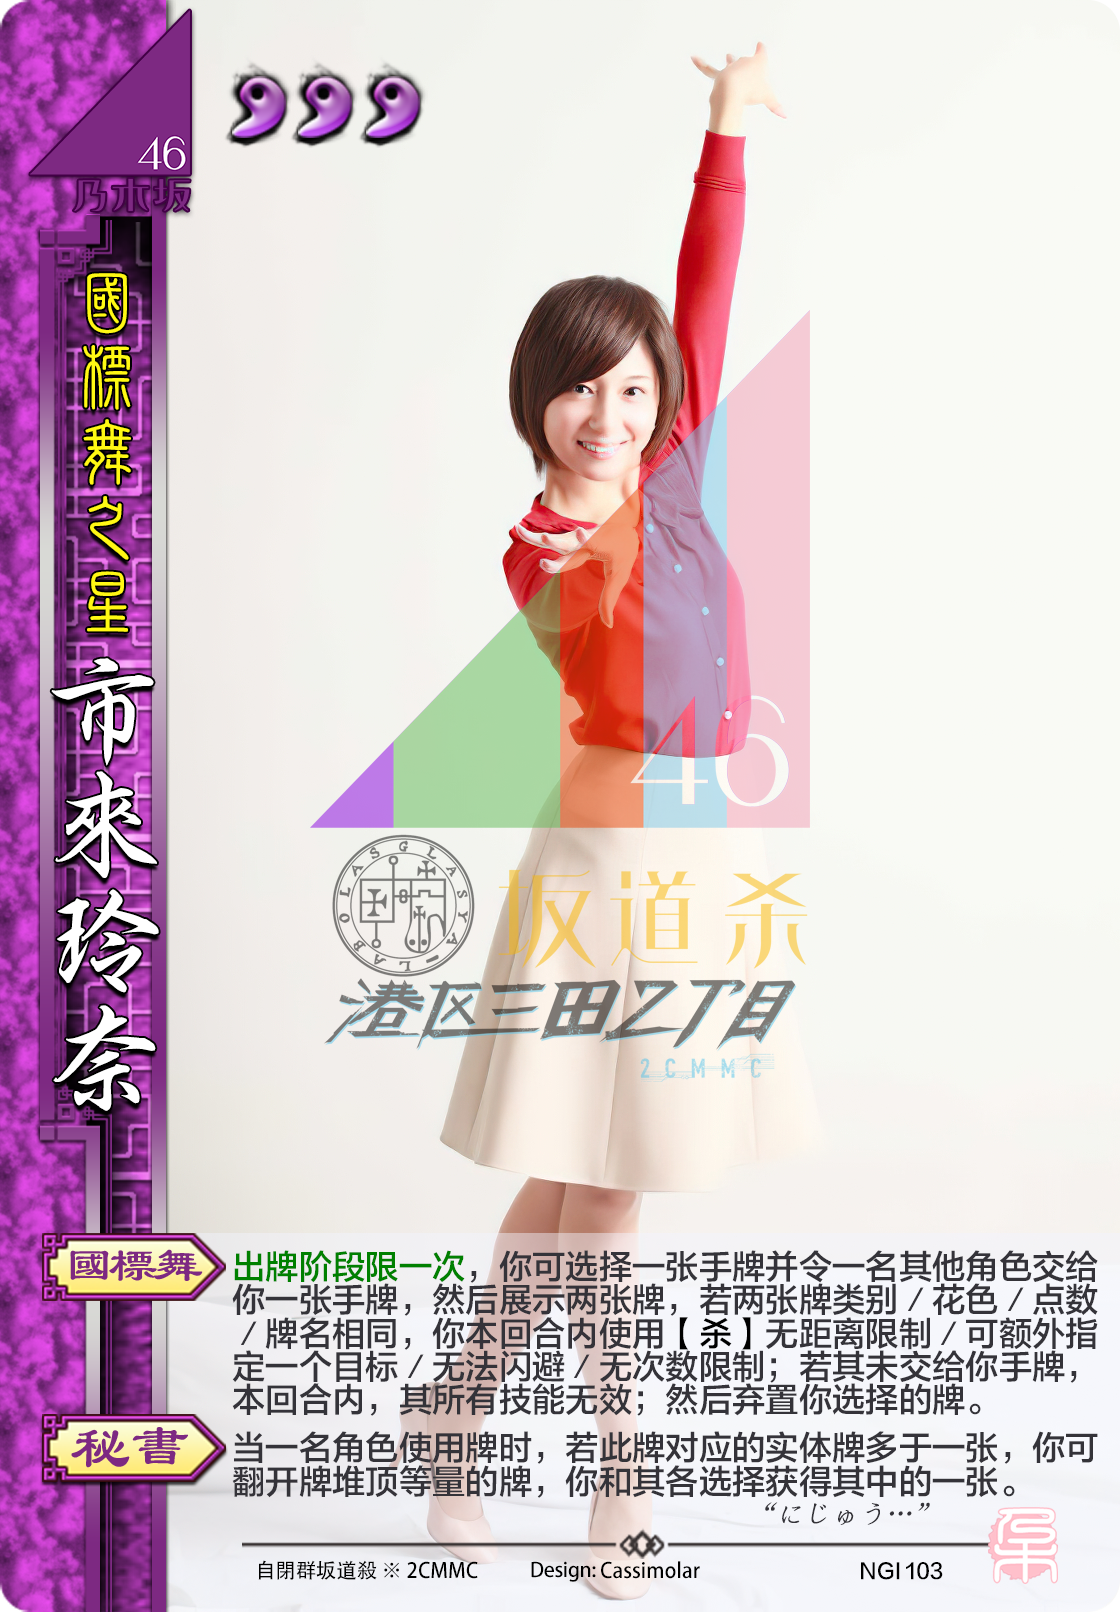 46
乃木坂
國標舞之星
市來玲奈
46
GLASYA-LABOLAS
坂道杀
港区三田2丁目
2CMMC
國標舞
出牌阶段限一次，你可选择一张手牌并令一名其他角色交给
你一张手牌，然后展示两张牌，若两张牌类别／花色／点数
／牌名相同，你本回合内使用【杀】无距离限制／可额外指
定一个目标／无法闪避／无次数限制；若其未交给你手牌，
本回合内，其所有技能无效；然后弃置你选择的牌。
秘書
当一名角色使用牌时，若此牌对应的实体牌多于一张，你可
翻开牌堆顶等量的牌，你和其各选择获得其中的一张。
“にじゅう…”
自閉群坂道殺 ※ 2CMMC Design: Cassimolar NGI103